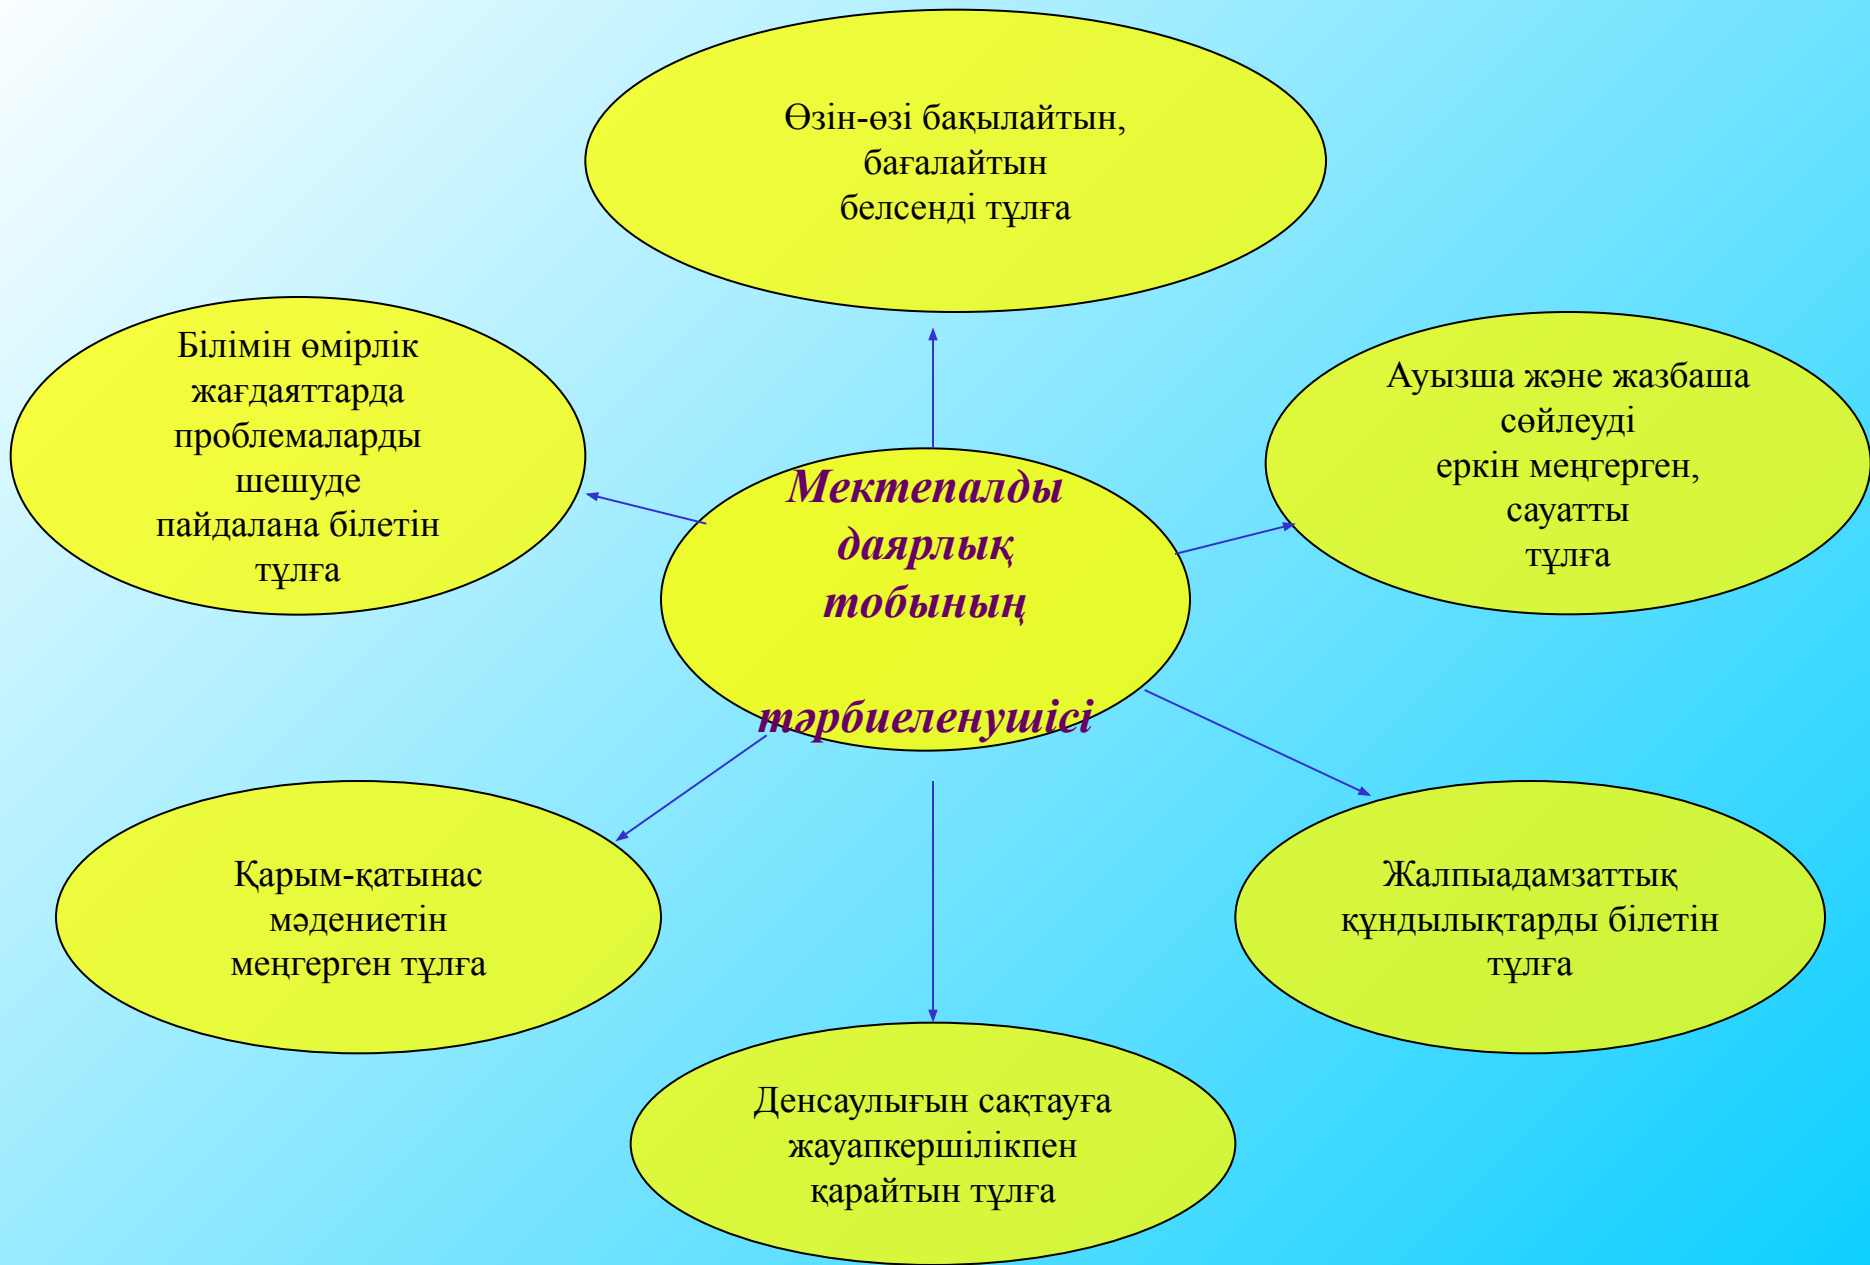 Өзін-өзі бақылайтын,
бағалайтын
белсенді тұлға
Білімін өмірлік
жағдаяттарда
проблемаларды
шешуде
пайдалана білетін
тұлға
Ауызша және жазбаша
сөйлеуді
еркін меңгерген,
сауатты
тұлға
Мектепалды
даярлық
тобының
тәрбиеленушісі
Қарым-қатынас
мәдениетін
меңгерген тұлға
Жалпыадамзаттық
құндылықтарды білетін
тұлға
Денсаулығын сақтауға
жауапкершілікпен
қарайтын тұлға